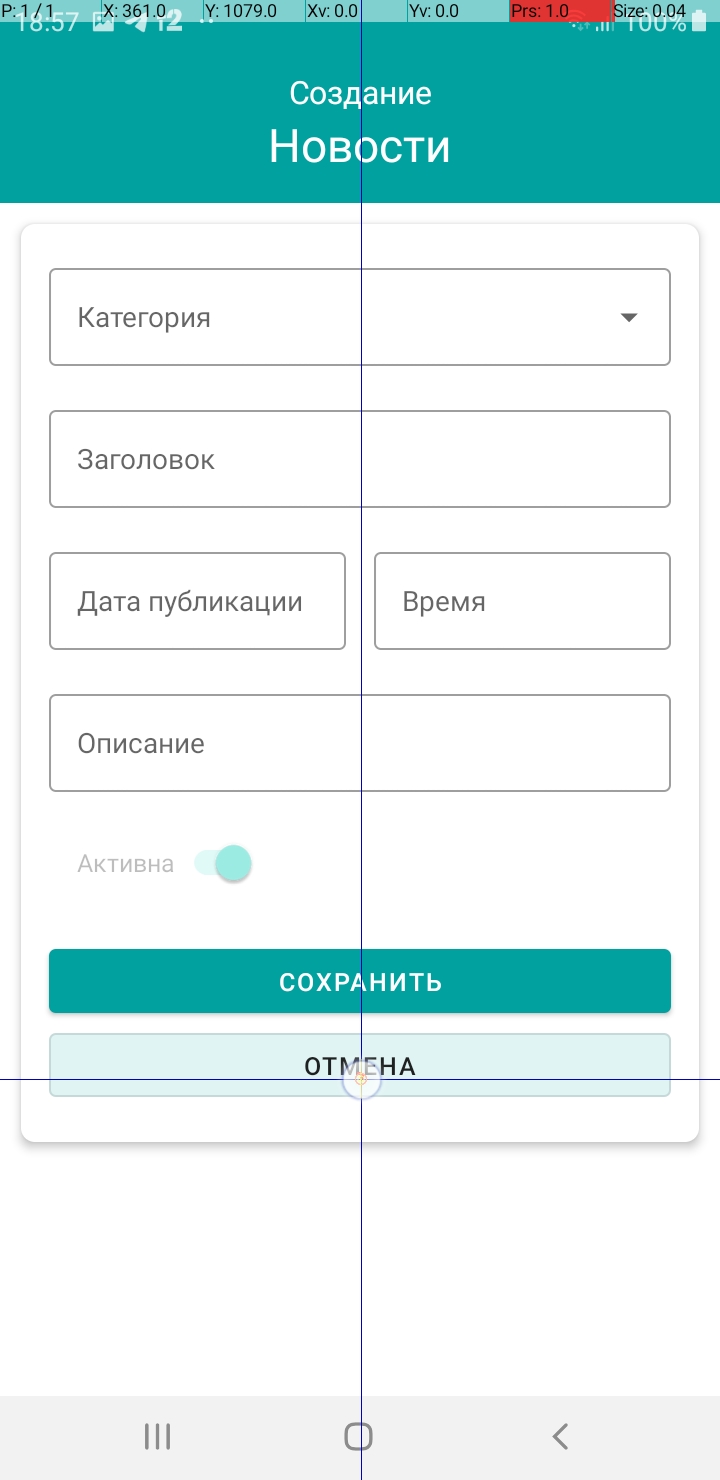 P: 1 / 1 X: 361.0 Y: 1079.0 Xv: 0.0 Yv: 0.0 Prs: 1.0 Size: 0.04
18:57 12 100%
Создание
Новости
Категория
Заголовок
Дата публикации Время
Описание
Активна
СОХРАНИТЬ
ОТМЕНА